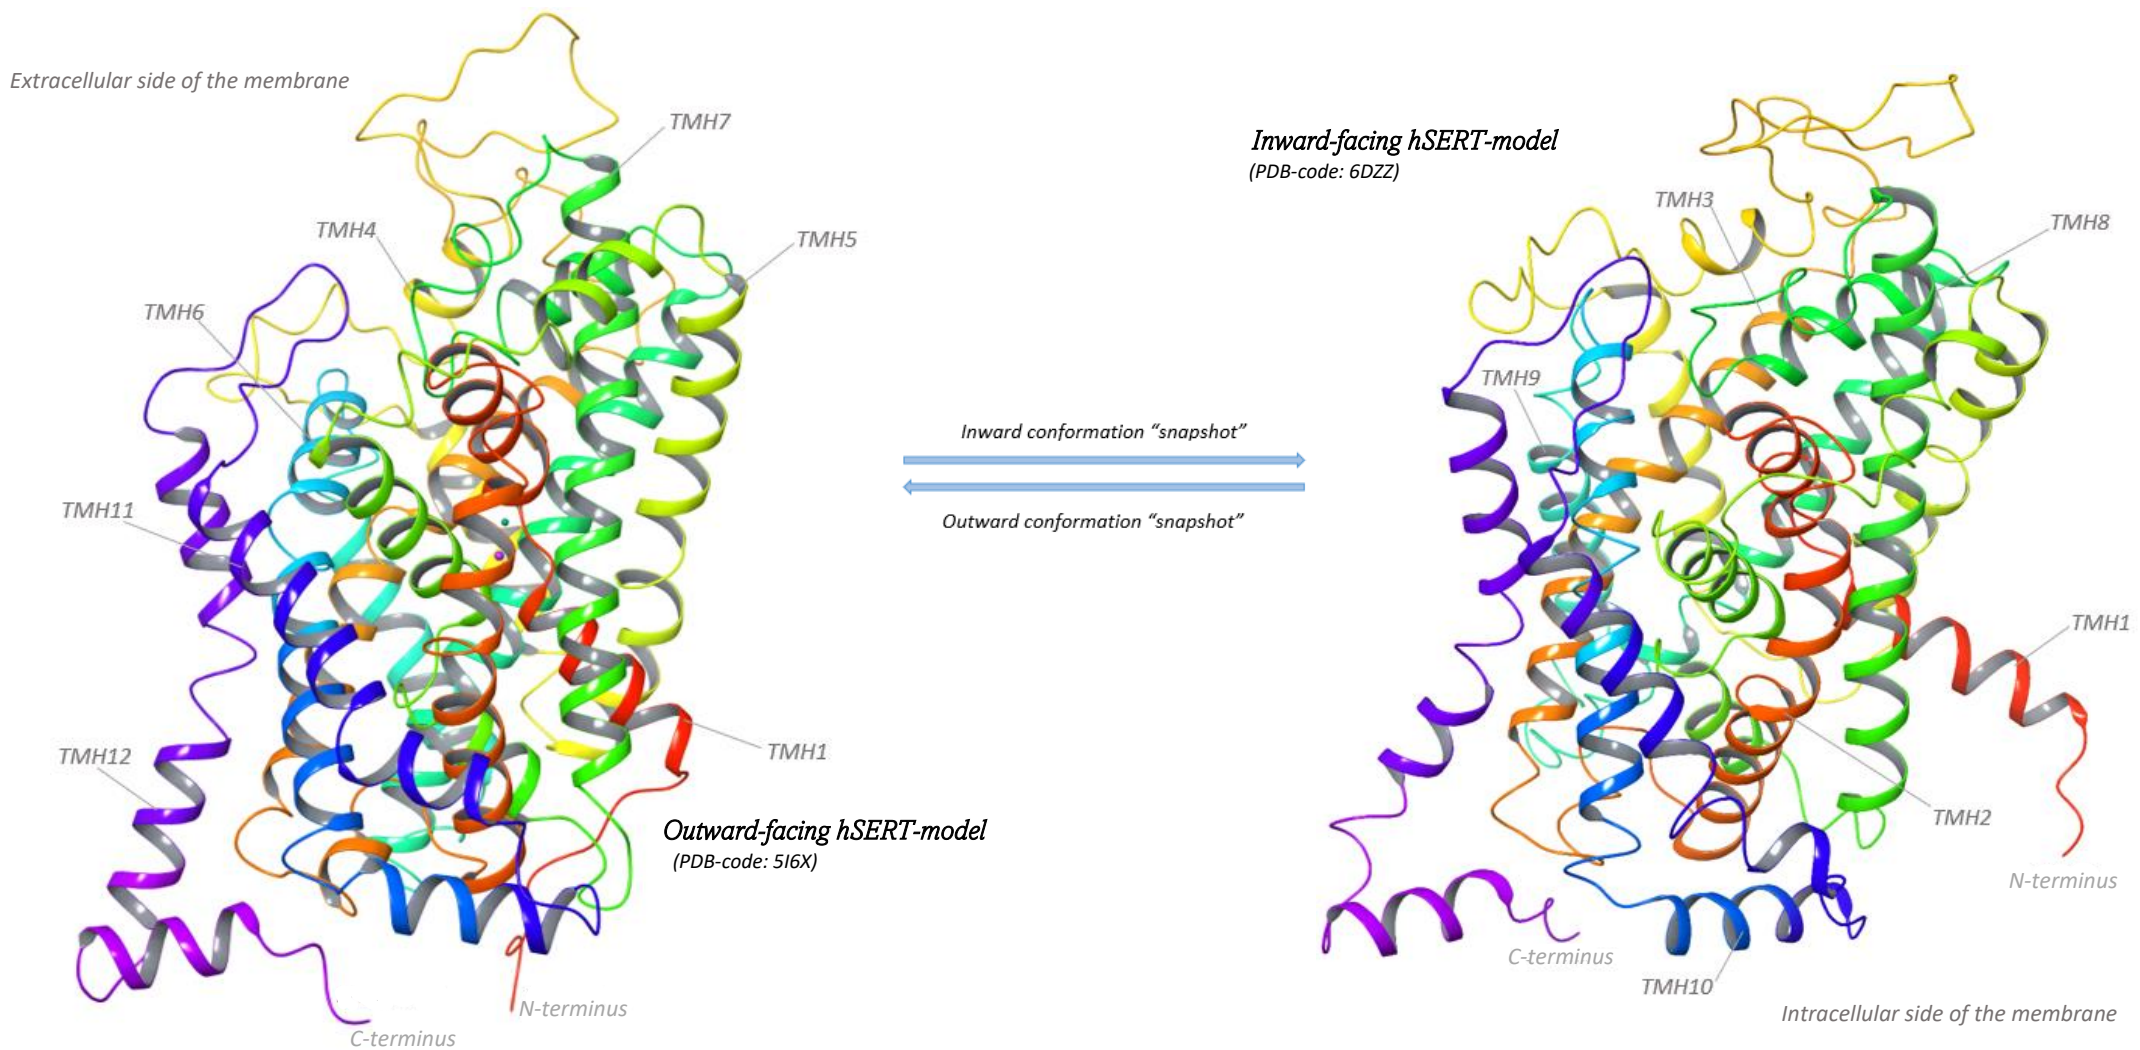 Extracellular side of the membrane
TMH7
TMH4
TMH5
TMH6
TMH11
TMH12
TMH1
Outward-facing hSERT-model
(PDB-code: 5I6X)
N-terminus
C-terminus
Inward conformation “snapshot”
Outward conformation “snapshot”
Inward-facing hSERT-model
(PDB-code: 6DZZ)
TMH3
TMH8
TMH9
TMH1
TMH2
N-terminus
C-terminus
TMH10
Intracellular side of the membrane